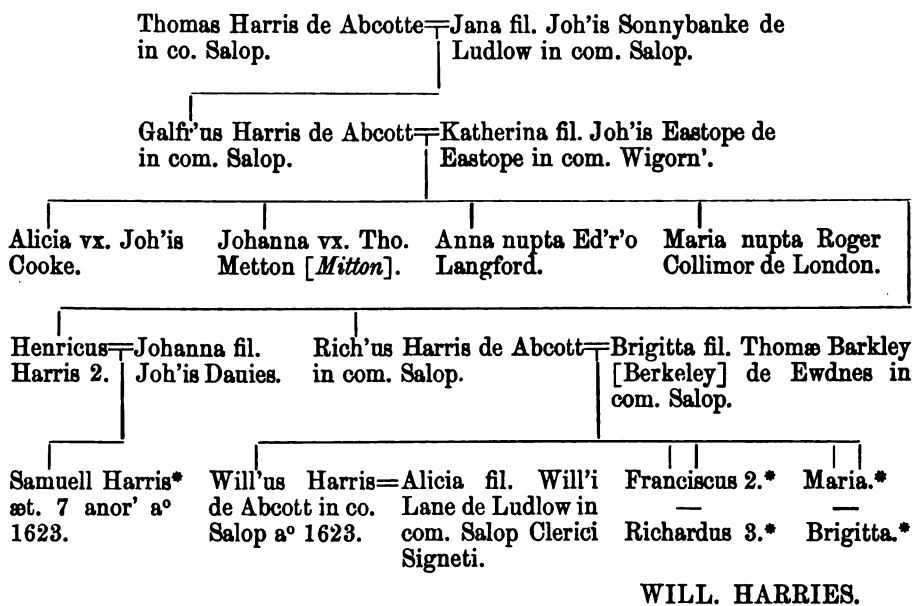 Thomas Harris de Abcotte=Jana fil. Joh'is Sonnybanke de
in co. Salop. Ludlow in com. Salop.
Galfr'us Harris de Abcott=Katherina fil. Joh'is Eastope de
in com. Salop. Eastope in com. Wigorn'.
Alicia vx. Joh'is
Cooke.
Johanna vx. Tho.
Metton [Mitton].
Anna nupta Ed'r'o
Langford.
Maria nupta Roger
Collimor de London.
Henricus=Johanna fil.
Harris 2. Joh'is Dauies.
Rich'us Harris de Abcott=Brigitta fil. Thomæ Barkley
in com. Salop. [Berkeley] de Ewdnes in
com. Salop.
Samuell Harris*
æt. 7 anor' aº
1623.
Will'us Harris=Alicia fil. Will'i
de Abcott in co. Lane de Ludlow in
Salop aº 1623. com. Salop Clerici
Signeti.
Franciscus 2.*
—
Richardus 3.*
Maria.*
—
Brigitta.*
WILL. HARRIES.